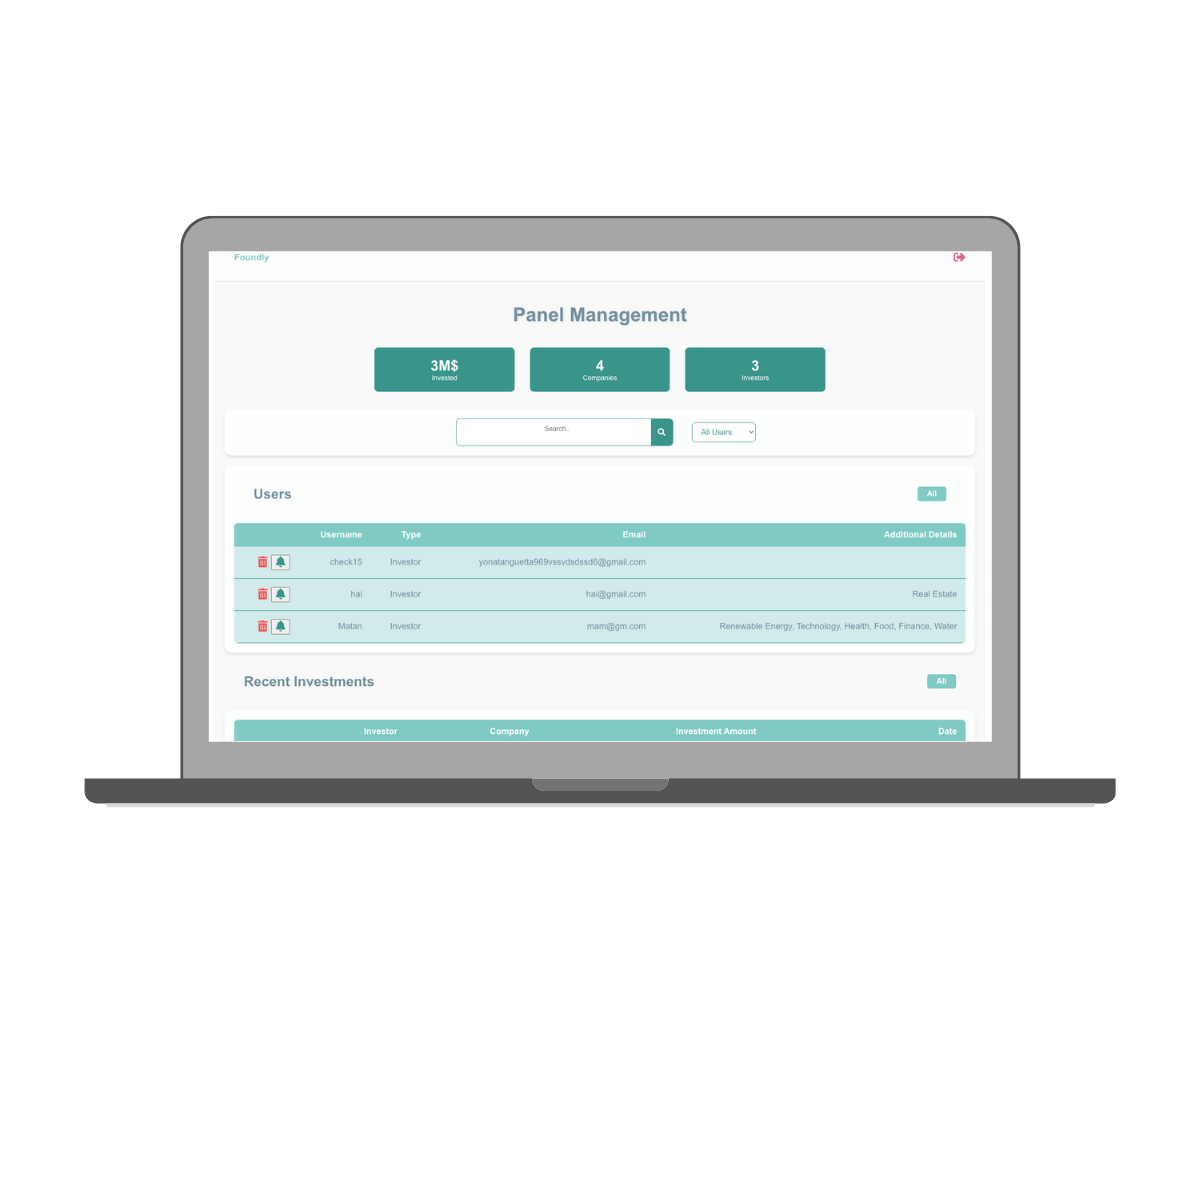 Foundly
Panel Management
3M$
Invested
4
Companies
3
Investors
Search..
All Users
Users
All
Username Type Email Additional Details
check15 Investor yonatanguetta969vssvdsdssd6@gmail.com
hai Investor hai@gmail.com Real Estate
Matan Investor mam@gm.com Renewable Energy, Technology, Health, Food, Finance, Water
Recent Investments
All
Investor Company Investment Amount Date